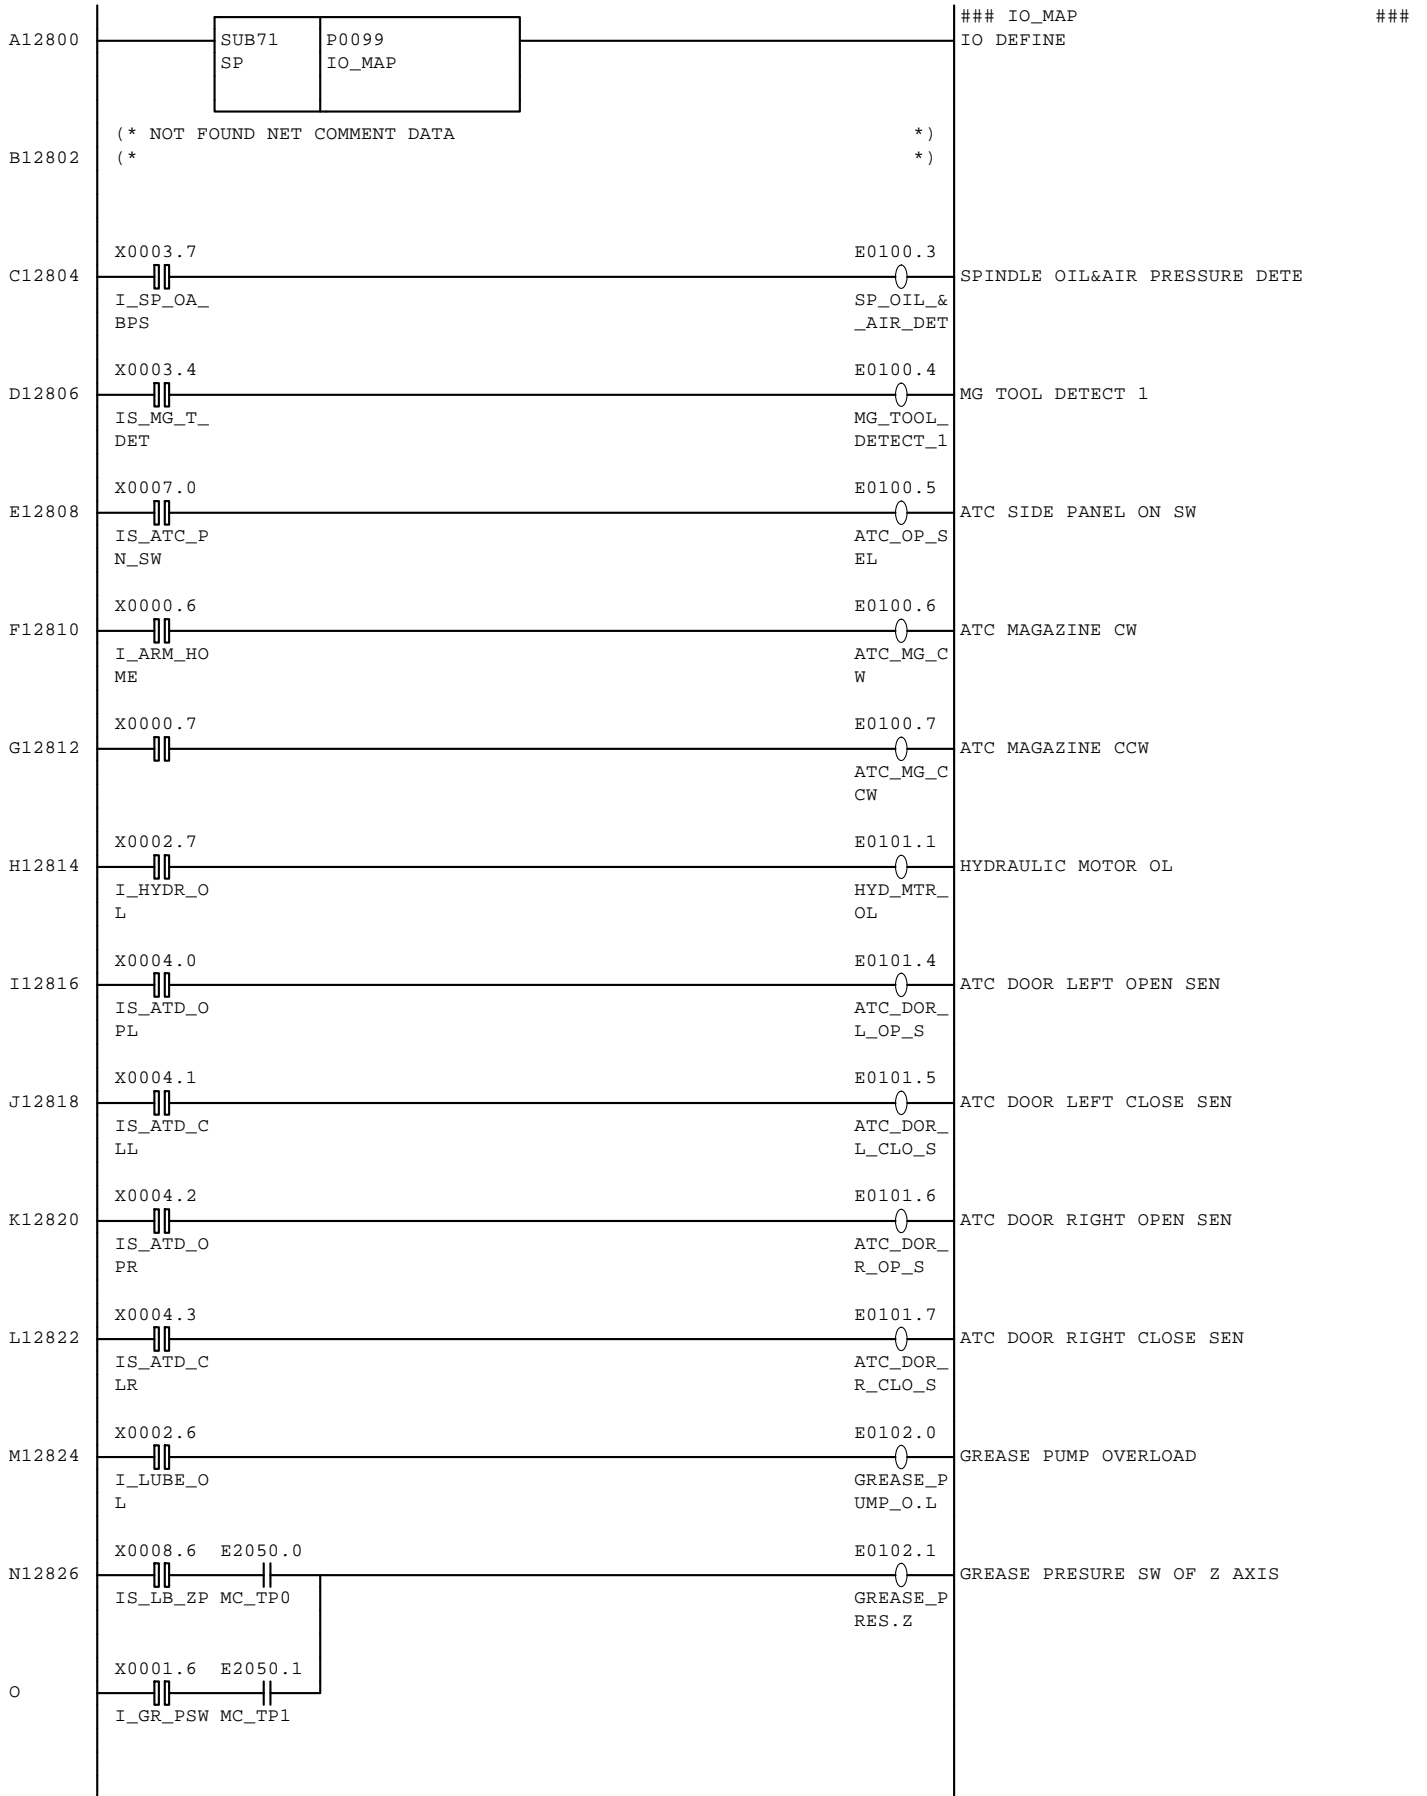 ### IO_MAP ###
A12800 SUB71 P0099 IO DEFINE
SP IO_MAP
(* NOT FOUND NET COMMENT DATA *)
B12802 (* *)
X0003.7 E0100.3
C12804 SPINDLE OIL&AIR PRESSURE DETE
I_SP_OA_ SP_OIL_&
BPS _AIR_DET
X0003.4 E0100.4
D12806 MG TOOL DETECT 1
IS_MG_T_ MG_TOOL_
DET DETECT_1
X0007.0 E0100.5
E12808 ATC SIDE PANEL ON SW
IS_ATC_P ATC_OP_S
N_SW EL
X0000.6 E0100.6
F12810 ATC MAGAZINE CW
I_ARM_HO ATC_MG_C
ME W
X0000.7 E0100.7
G12812 ATC MAGAZINE CCW
ATC_MG_C
CW
X0002.7 E0101.1
H12814 HYDRAULIC MOTOR OL
I_HYDR_O HYD_MTR_
L OL
X0004.0 E0101.4
I12816 ATC DOOR LEFT OPEN SEN
IS_ATD_O ATC_DOR_
PL L_OP_S
X0004.1 E0101.5
J12818 ATC DOOR LEFT CLOSE SEN
IS_ATD_C ATC_DOR_
LL L_CLO_S
X0004.2 E0101.6
K12820 ATC DOOR RIGHT OPEN SEN
IS_ATD_O ATC_DOR_
PR R_OP_S
X0004.3 E0101.7
L12822 ATC DOOR RIGHT CLOSE SEN
IS_ATD_C ATC_DOR_
LR R_CLO_S
X0002.6 E0102.0
M12824 GREASE PUMP OVERLOAD
I_LUBE_O GREASE_P
L UMP_O.L
X0008.6 E2050.0 E0102.1
N12826 GREASE PRESURE SW OF Z AXIS
IS_LB_ZP MC_TP0 GREASE_P
RES.Z
X0001.6 E2050.1
O
I_GR_PSW MC_TP1